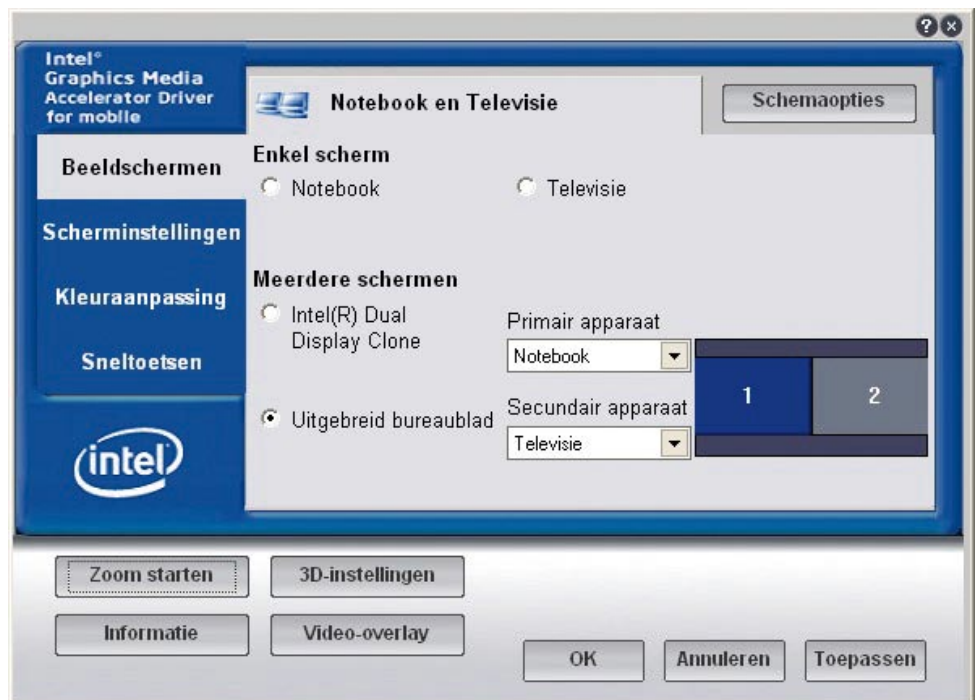 Intel®
Graphics Media
Accelerator Driver
for mobile
Notebook en Televisie
Schemaopties
Beeldschermen
Scherminstellingen
Kleuraanpassing
Sneltoetsen
intel
Enkel scherm
Notebook
Televisie
Meerdere schermen
Intel(R) Dual
Display Clone
Uitgebreid bureaublad
Primair apparaat
Notebook
Secundair apparaat
Televisie
1
2
Zoom starten
3D-instellingen
Informatie
Video-overlay
OK
Annuleren
Toepassen